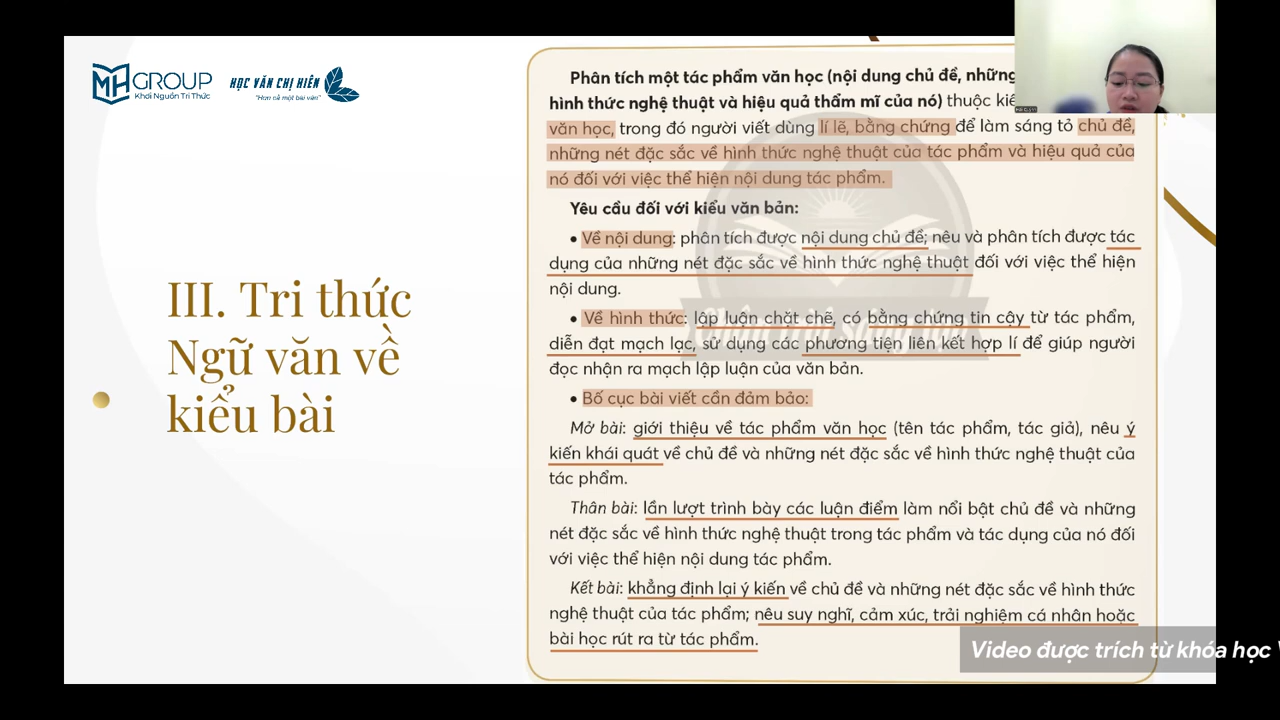 MH GROUP
Khơi Nguồn Tri Thức
HỌC VĂN CHỊ HIÊN
"Hơn cả một bài văn"
III. Tri thức
Ngữ văn về
kiểu bài
Phân tích một tác phẩm văn học (nội dung chủ đề, những
hình thức nghệ thuật và hiệu quả thẩm mĩ của nó) thuộc
văn học, trong đó người viết dùng lí lẽ, bằng chứng để làm sáng tỏ chủ đề,
những nét đặc sắc về hình thức nghệ thuật của tác phẩm và hiệu quả của
nó đối với việc thể hiện nội dung tác phẩm.
Yêu cầu đối với kiểu văn bản:
• Về nội dung: phân tích được nội dung chủ đề; nêu và phân tích được tác
dụng của những nét đặc sắc về hình thức nghệ thuật đối với việc thể hiện
nội dung.
• Về hình thức: lập luận chặt chẽ, có bằng chứng tin cậy từ tác phẩm,
diễn đạt mạch lạc, sử dụng các phương tiện liên kết hợp lí để giúp người
đọc nhận ra mạch lập luận của văn bản.
• Bố cục bài viết cần đảm bảo:
Mở bài: giới thiệu về tác phẩm văn học (tên tác phẩm, tác giả), nêu ý
kiến khái quát về chủ đề và những nét đặc sắc về hình thức nghệ thuật của
tác phẩm.
Thân bài: lần lượt trình bày các luận điểm làm nổi bật chủ đề và những
nét đặc sắc về hình thức nghệ thuật trong tác phẩm và tác dụng của nó đối
với việc thể hiện nội dung tác phẩm.
Kết bài: khẳng định lại ý kiến về chủ đề và những nét đặc sắc về hình thức
nghệ thuật của tác phẩm; nêu suy nghĩ, cảm xúc, trải nghiệm cá nhân hoặc
bài học rút ra từ tác phẩm.
Video được trích từ khóa học